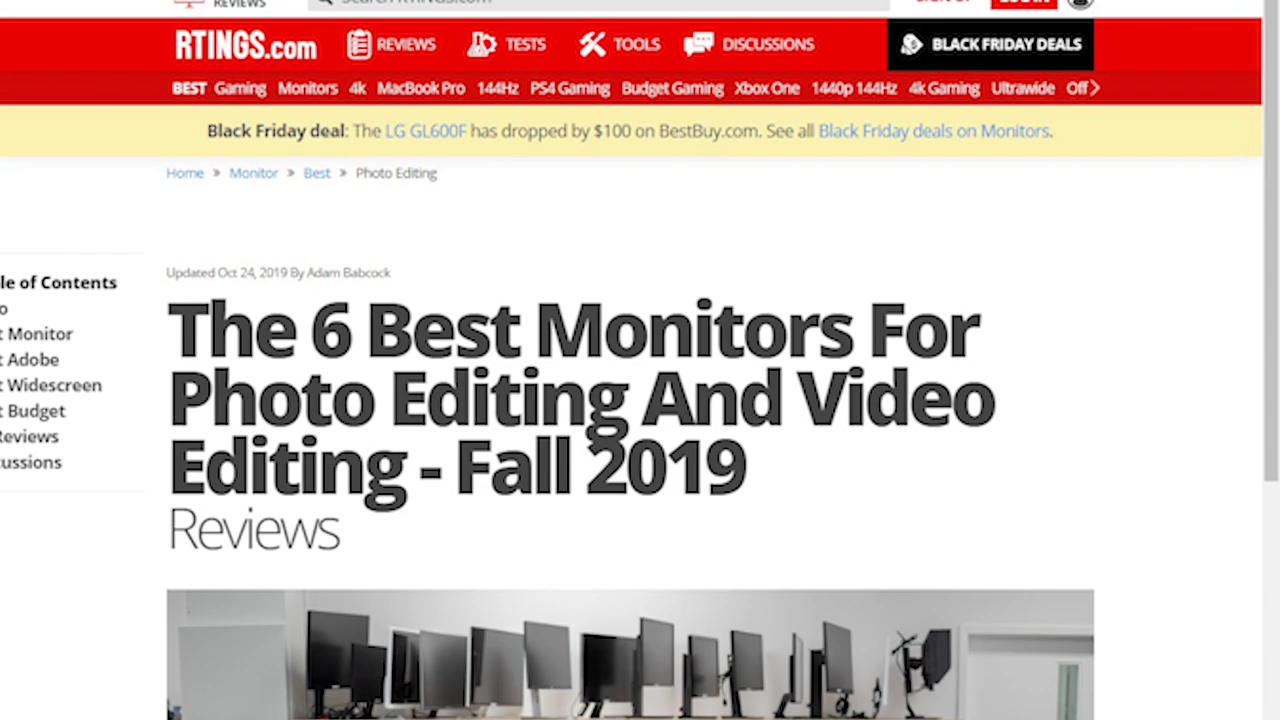 REVIEWS
RTINGS.com REVIEWS TESTS TOOLS DISCUSSIONS BLACK FRIDAY DEALS
BEST Gaming Monitors 4k MacBook Pro 144Hz PS4 Gaming Budget Gaming Xbox One 1440p 144Hz 4k Gaming Ultrawide Off
Black Friday deal: The LG GL600F has dropped by $100 on BestBuy.com. See all Black Friday deals on Monitors.
Home » Monitor » Best » Photo Editing
Updated Oct 24, 2019 By Adam Babcock
le of Contents
o
t Monitor
t Adobe
t Widescreen
t Budget
Reviews
cussions
The 6 Best Monitors For
Photo Editing And Video
Editing - Fall 2019
Reviews